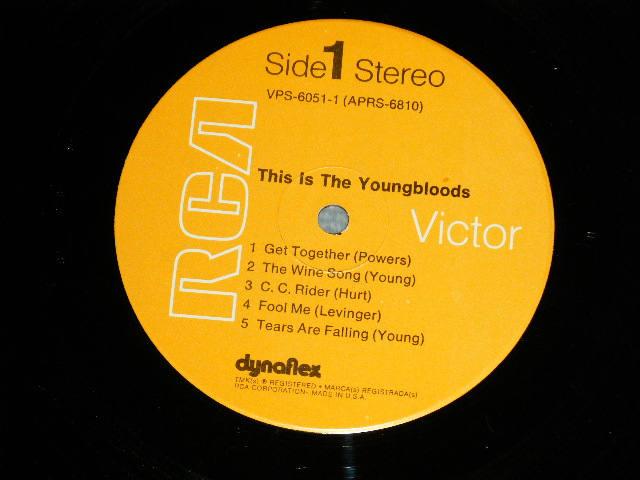 Side 1 Stereo
VPS-6051-1 (APRS-6810)
RCA
This is The Youngbloods
Victor
1 Get Together (Powers)
2 The Wine Song (Young)
3 C. C. Rider (Hurt)
4 Fool Me (Levinger)
5 Tears Are Falling (Young)
dynaflex
TMK(s) ® REGISTERED • MARCA(s) REGISTRADA(s)
RCA CORPORATION–MADE IN U.S.A.